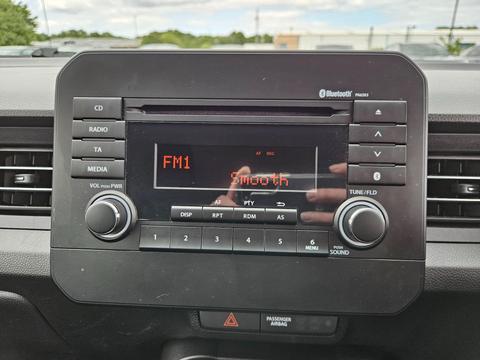 Bluetooth PA6093
CD
RADIO
TA
MEDIA
VOL PUSH PWR
AF REG
FM1
Smooth
TUNE/FLD
AF PTY
DISP RPT RDM AS
1 2 3 4 5 6 MENU
PUSH SOUND
PASSENGER AIRBAG